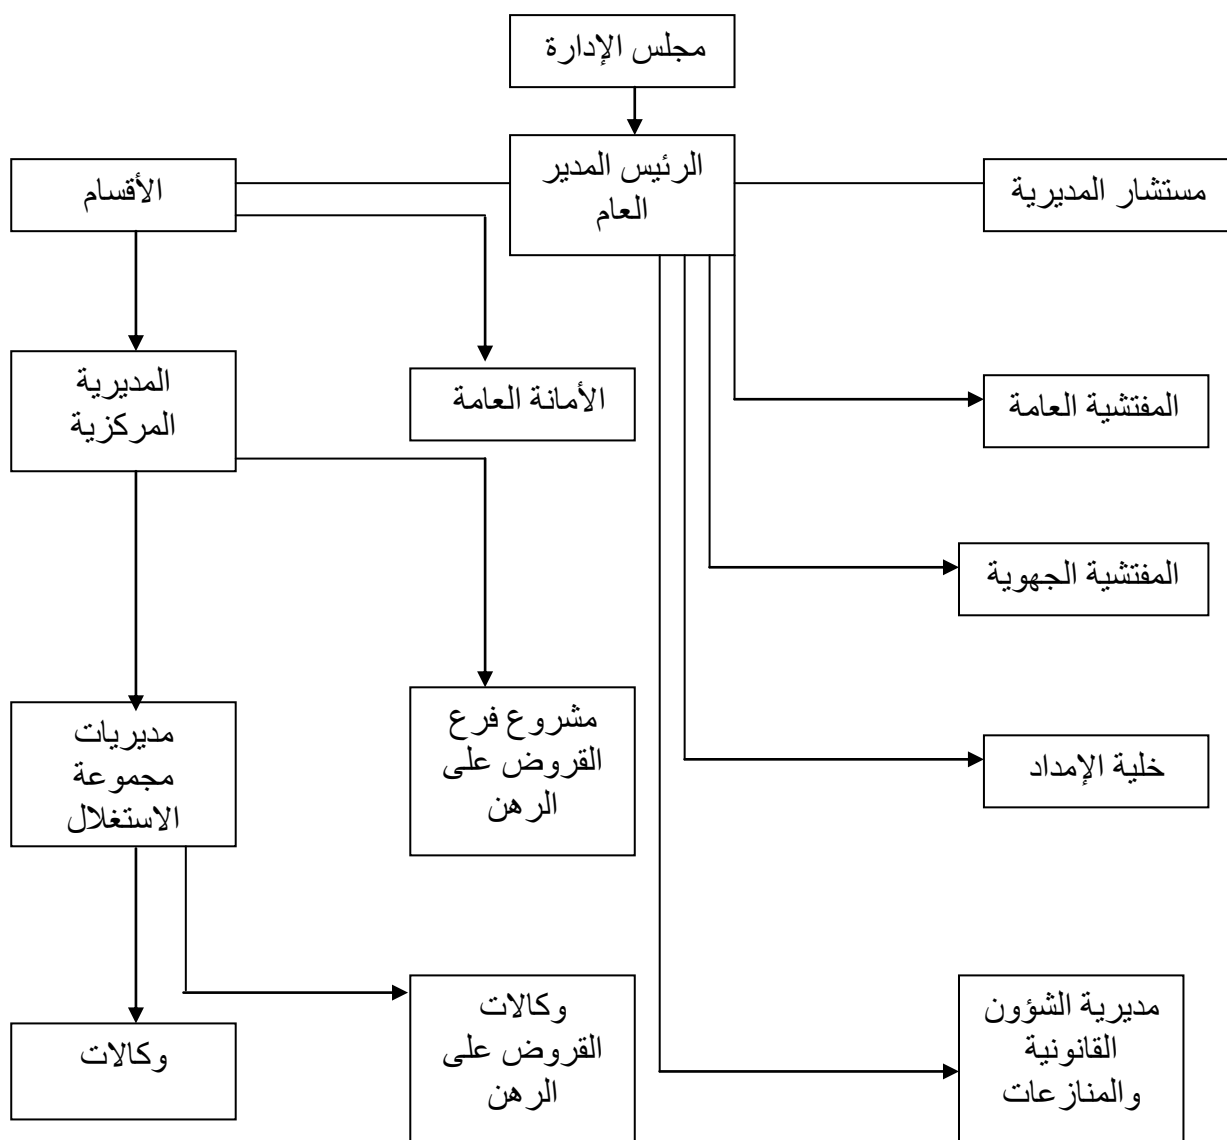 مجلس الإدارة
الرئيس المدير
العام
مستشار المديرية
الأقسام
المديرية
المركزية
الأمانة العامة
المفتشية العامة
المفتشية الجهوية
مديريات
مجموعة
الاستغلال
مشروع فرع
القروض على
الرهن
خلية الإمداد
وكالات
وكالات
القروض على
الرهن
مديرية الشؤون
القانونية
والمنازعات